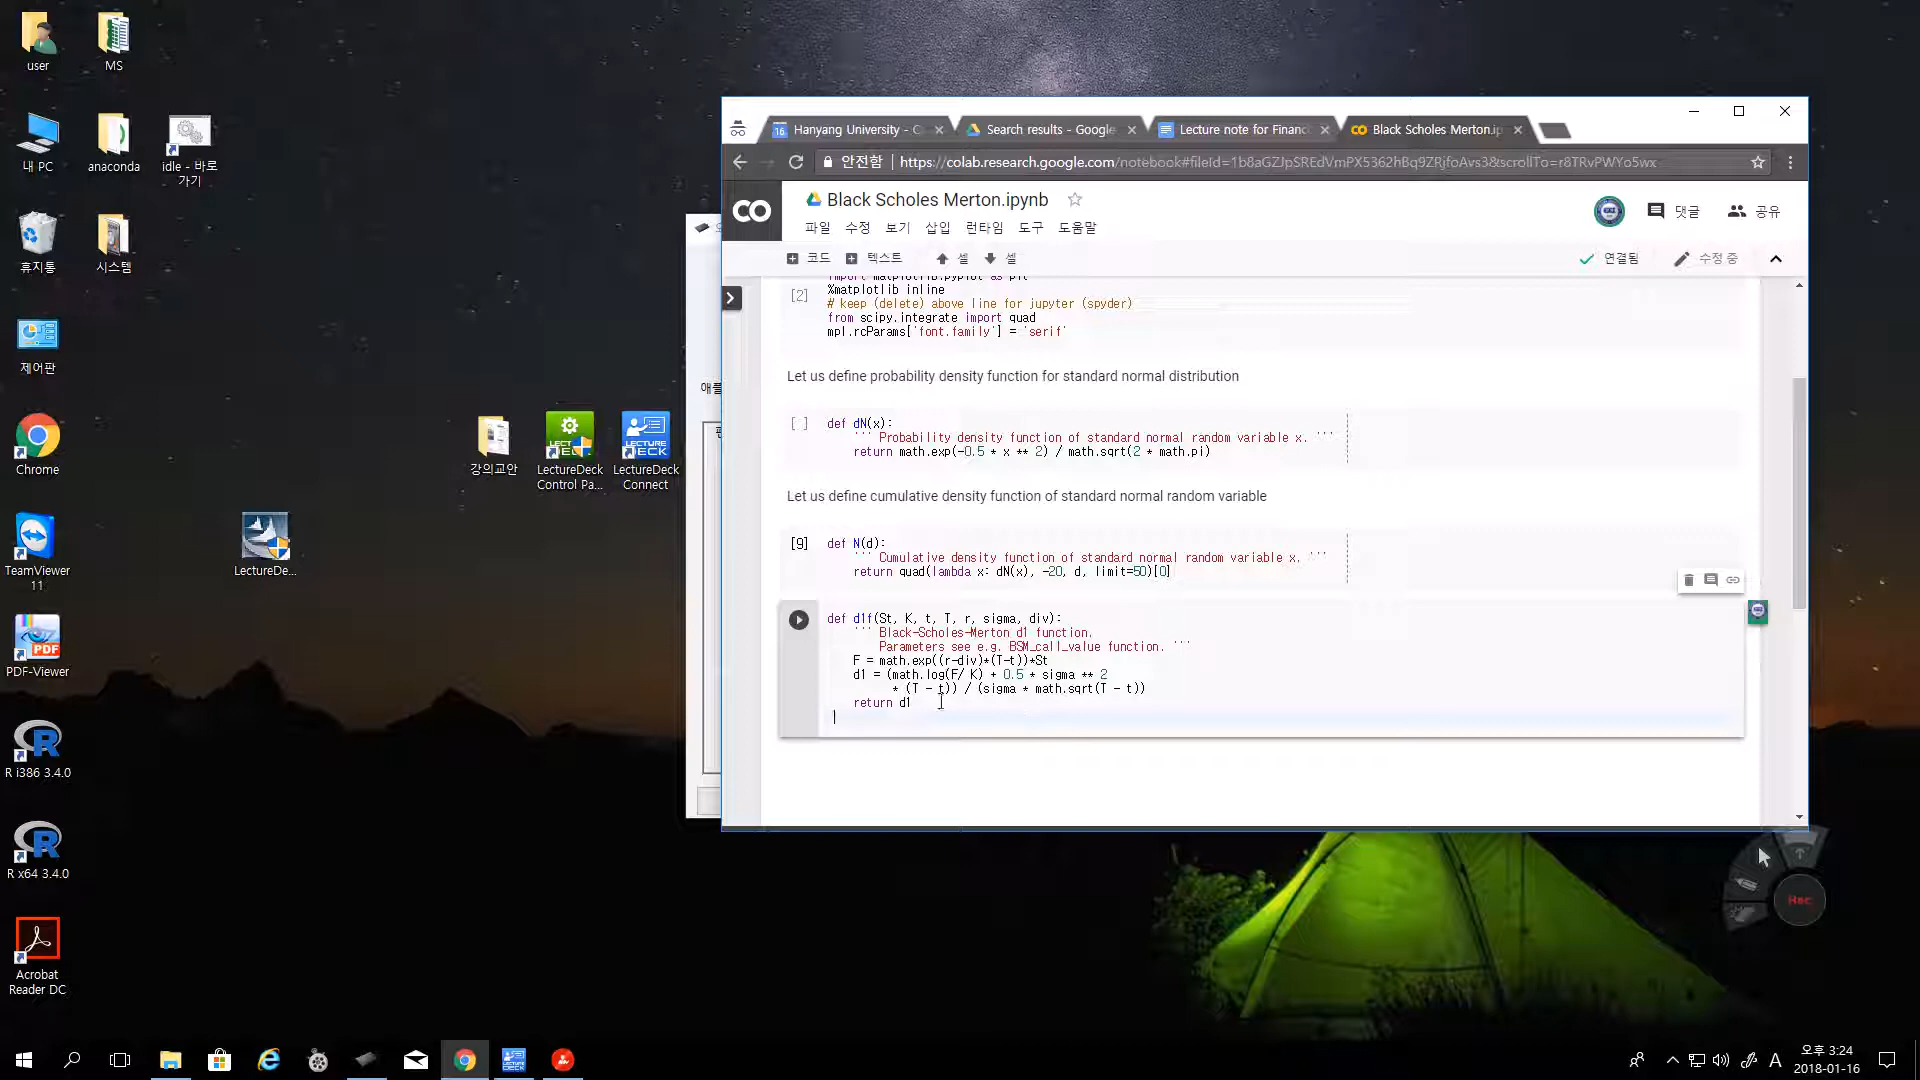 user
MS
내 PC
anaconda
idle - 바로
가기
휴지통
시스템
제어판
Chrome
강의교안
LectureDeck
Control Pa...
LectureDeck
Connect
TeamViewer
11
LectureDe...
PDF-Viewer
R i386 3.4.0
R x64 3.4.0
Acrobat
Reader DC
애플
Hanyang University - C
Search results - Google
Lecture note for Financ
Black Scholes Merton.ip
안전함
https://colab.research.google.com/notebook#fileId=1b8aGZJpSREdVmPX5362hBq9ZRjfoAvs3&scrollTo=r8TRvPWYo5wx
CO
Black Scholes Merton.ipynb
댓글
공유
파일 수정 보기 삽입 런타임 도구 도움말
코드 텍스트 셀 셀
연결됨
수정 중
import matplotlib.pyplot as plt
[2] %matplotlib inline
# keep (delete) above line for jupyter (spyder)
from scipy.integrate import quad
mpl.rcParams['font.family'] = 'serif'
Let us define probability density function for standard normal distribution
[ ] def dN(x):
''' Probability density function of standard normal random variable x. '''
return math.exp(-0.5 * x ** 2) / math.sqrt(2 * math.pi)
Let us define cumulative density function of standard normal random variable
[9] def N(d):
''' Cumulative density function of standard normal random variable x. '''
return quad(lambda x: dN(x), -20, d, limit=50)[0]
def d1f(St, K, t, T, r, sigma, div):
''' Black-Scholes-Merton d1 function.
Parameters see e.g. BSM_call_value function. '''
F = math.exp((r-div)*(T-t))*St
d1 = (math.log(F/ K) + 0.5 * sigma ** 2
* (T - t)) / (sigma * math.sqrt(T - t))
return d1
Rec
A
오후 3:24
2018-01-16